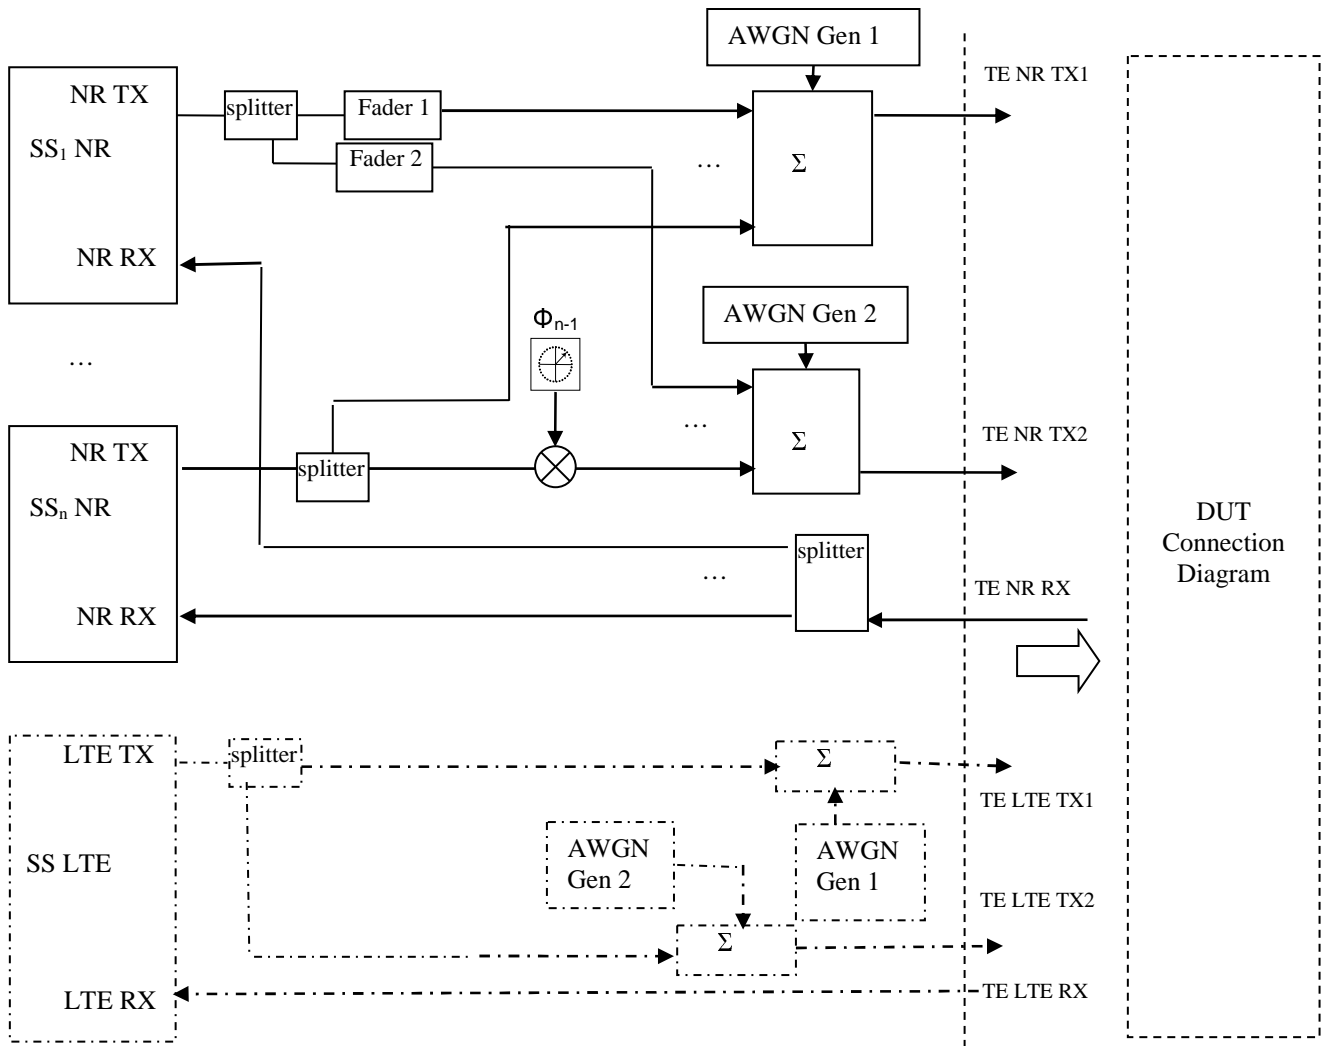 AWGN Gen 1
TE NR TX1
NR TX
splitter
Fader 1
SS1 NR
Fader 2
...
Σ
NR RX
AWGN Gen 2
Φn-1
...
...
NR TX
splitter
Σ
TE NR TX2
SSn NR
DUT
Connection
Diagram
splitter
...
TE NR RX
NR RX
LTE TX
splitter
Σ
TE LTE TX1
SS LTE
AWGN
Gen 2
AWGN
Gen 1
TE LTE TX2
Σ
LTE RX
TE LTE RX